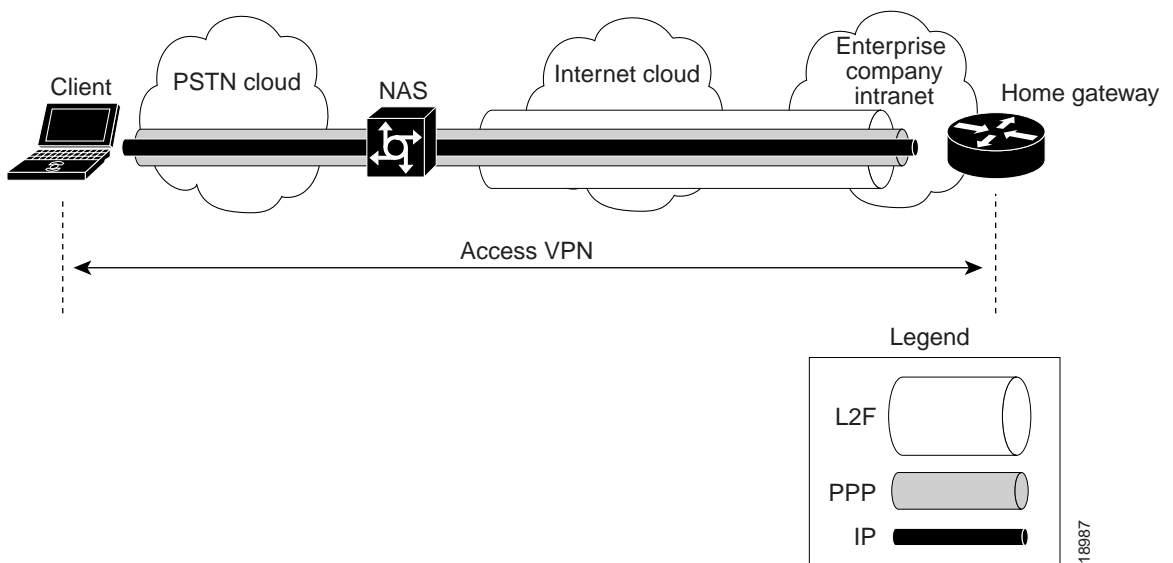 Client
PSTN cloud
NAS
Internet cloud
Enterprise
company
intranet
Home gateway
Access VPN
Legend
L2F
PPP
IP
18987